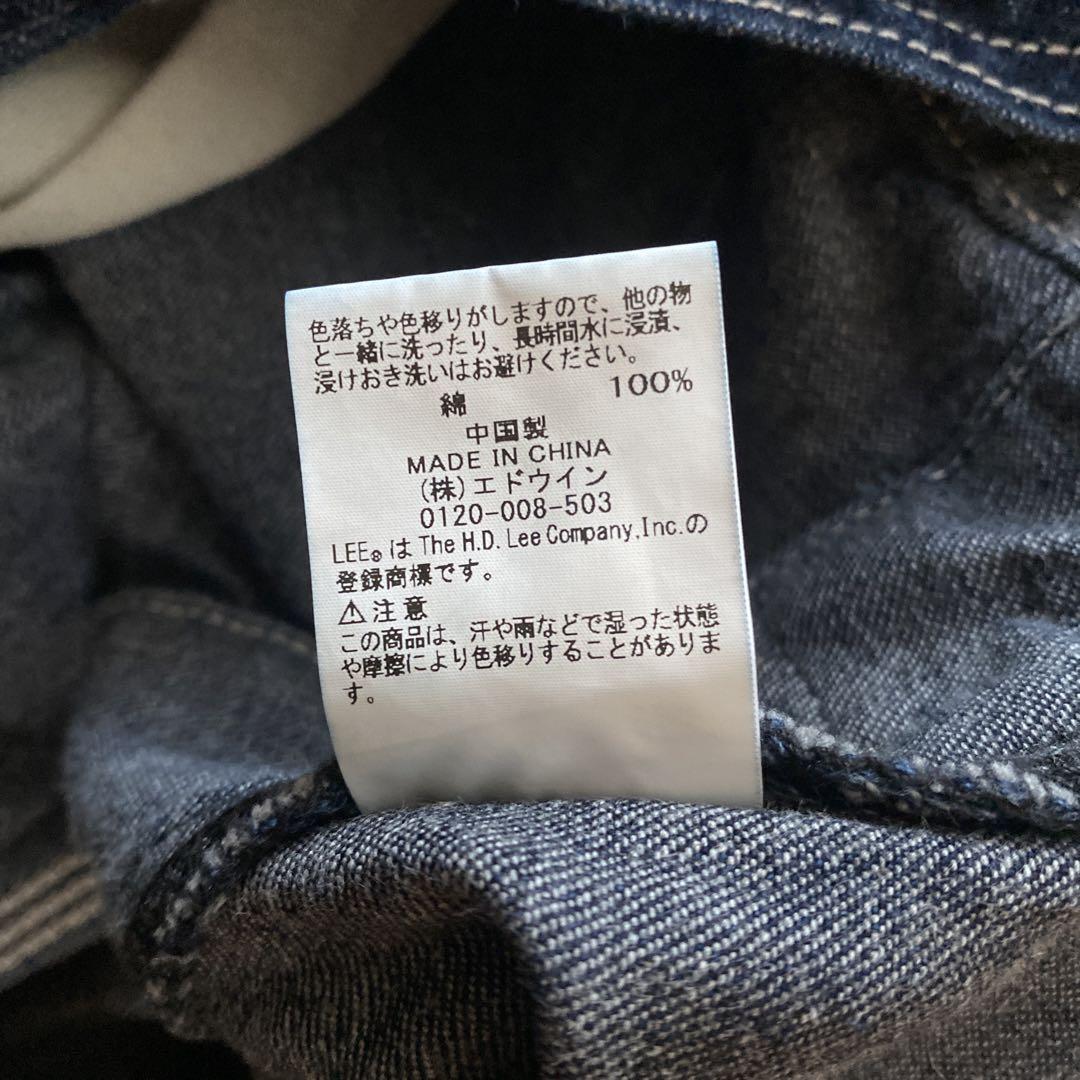 色落ちや色移りがしますので、他の物
と一緒に洗ったり、長時間水に浸漬、
浸けおき洗いはお避けください。
綿 100%
中国製
MADE IN CHINA
(株)エドウイン
0120-008-503
LEE® は The H.D. Lee Company,Inc.の
登録商標です。
⚠注意
この商品は、汗や雨などで湿った状態
や摩擦により色移りすることがありま
す。